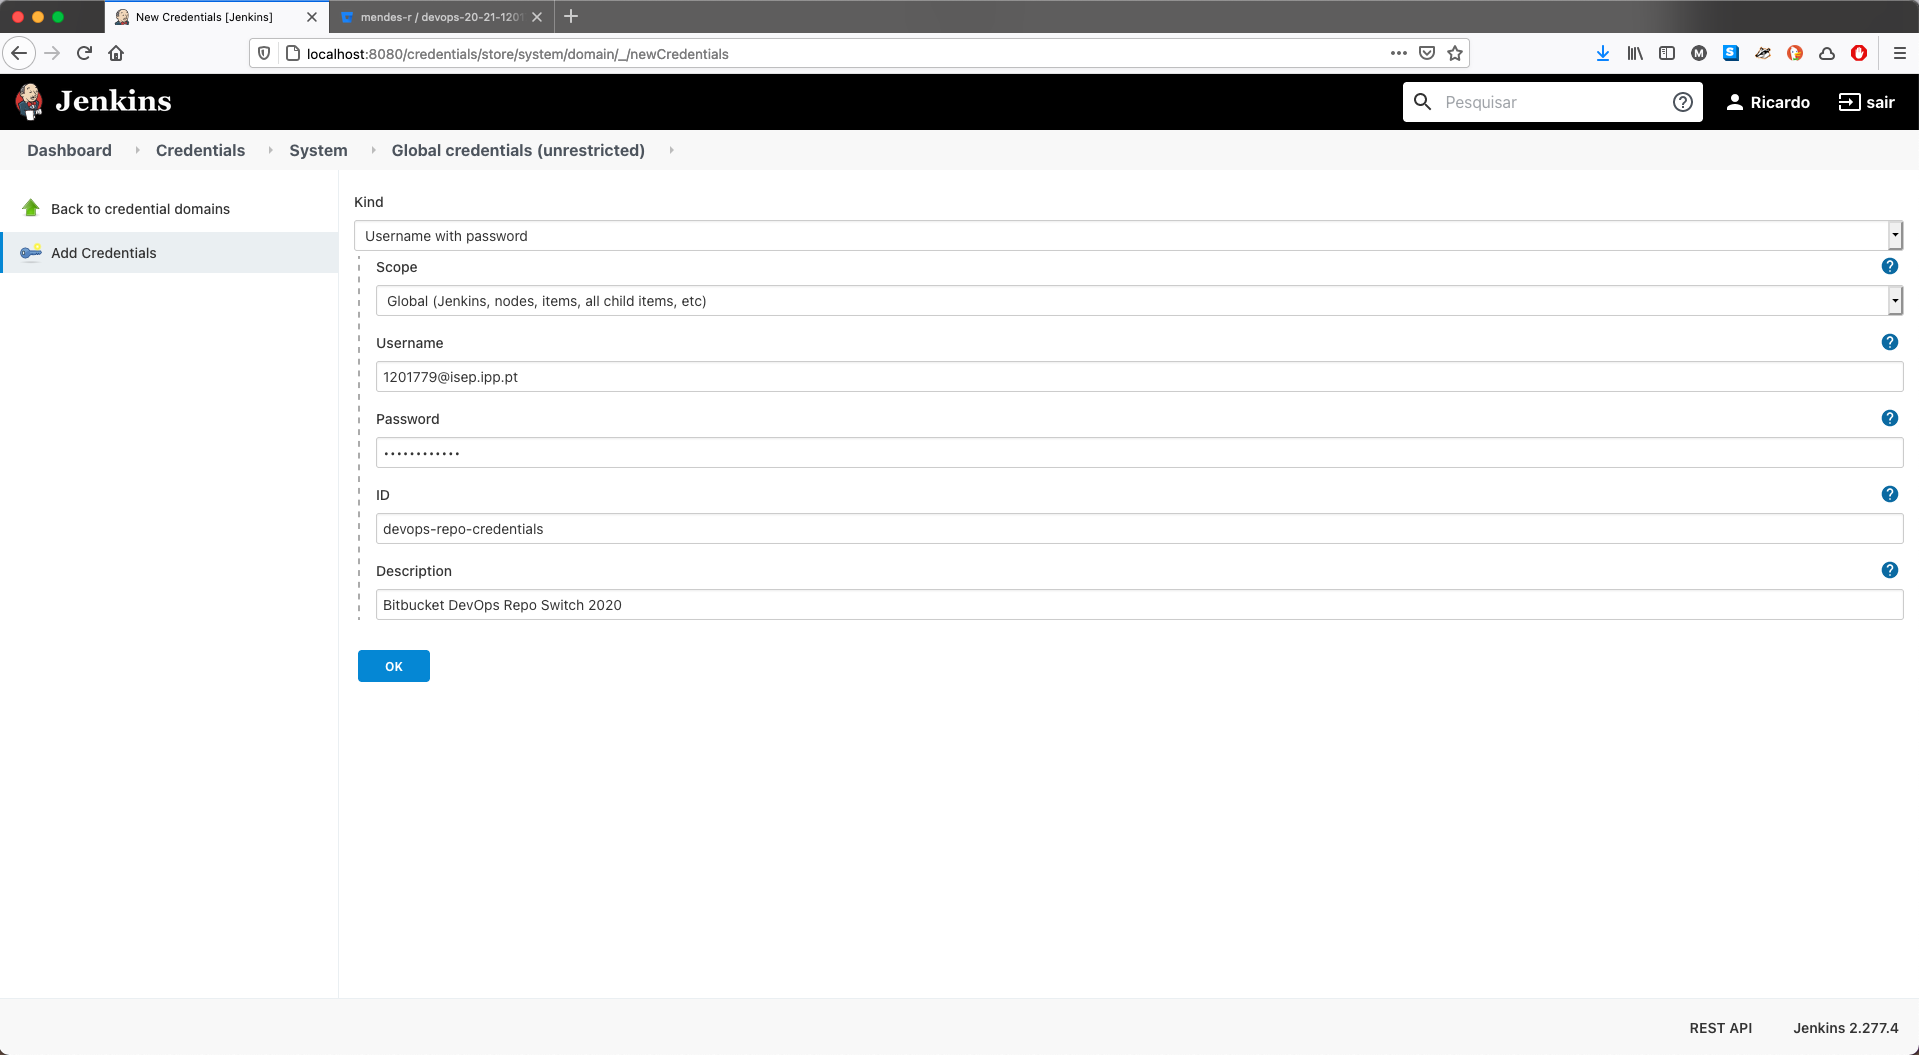 New Credentials [Jenkins]
mendes-r / devops-20-21-1201
localhost:8080/credentials/store/system/domain/_/newCredentials
Jenkins
Pesquisar
Ricardo
sair
Dashboard
Credentials
System
Global credentials (unrestricted)
Back to credential domains
Add Credentials
Kind
Username with password
Scope
Global (Jenkins, nodes, items, all child items, etc)
Username
1201779@isep.ipp.pt
Password
••••••••••••
ID
devops-repo-credentials
Description
Bitbucket DevOps Repo Switch 2020
OK
REST API
Jenkins 2.277.4